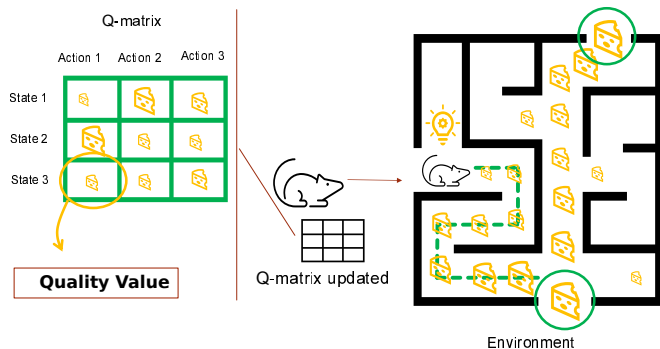 Q-matrix
Action 1 Action 2 Action 3
State 1
State 2
State 3
Quality Value
Q-matrix updated
Environment